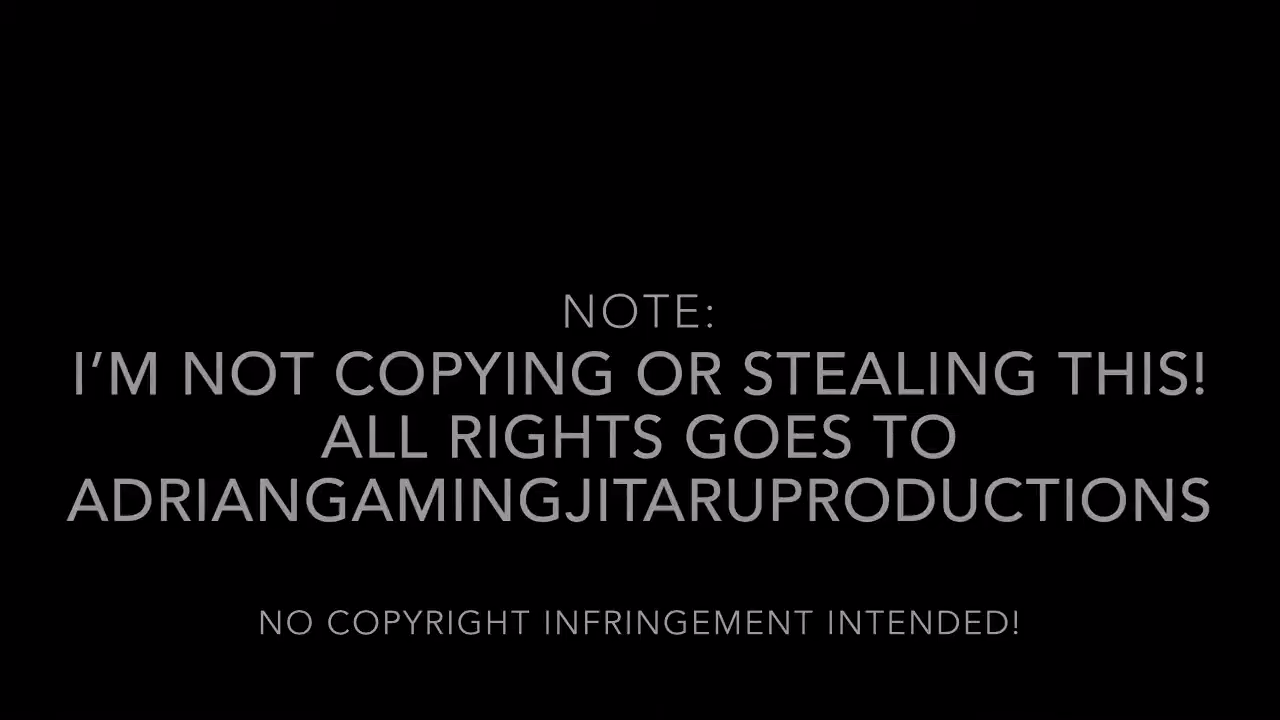 NOTE:
I’M NOT COPYING OR STEALING THIS!
ALL RIGHTS GOES TO
ADRIANGAMINGJITARUPRODUCTIONS
NO COPYRIGHT INFRINGEMENT INTENDED!